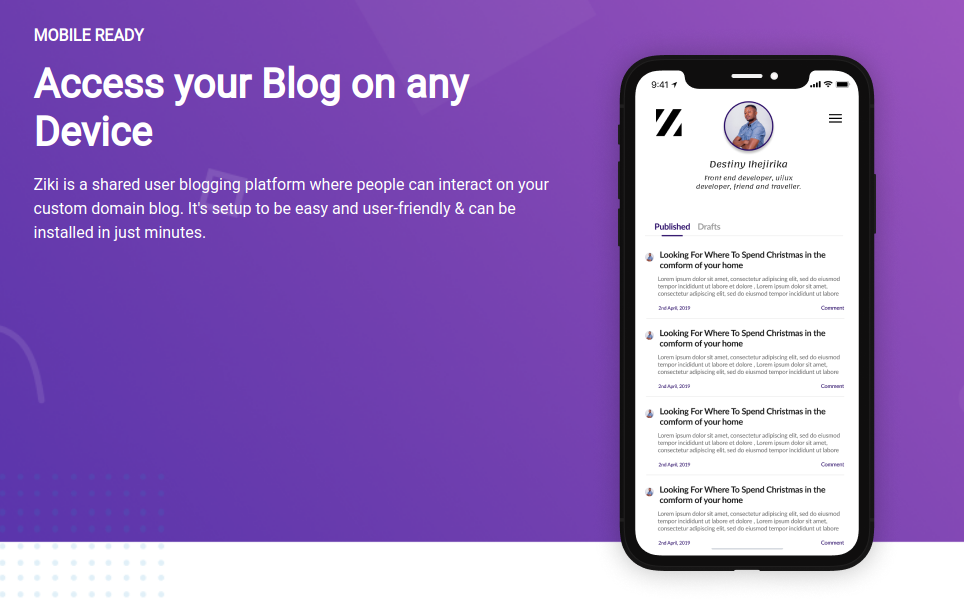 MOBILE READY
Access your Blog on any
Device
Ziki is a shared user blogging platform where people can interact on your
custom domain blog. It's setup to be easy and user-friendly & can be
installed in just minutes.
9:41
Destiny Ihejirika
Front end developer, ui/ux
developer, friend and traveller.
Published Drafts
Looking For Where To Spend Christmas in the
comform of your home
Lorem ipsum dolor sit amet, consectetur adipiscing elit, sed do eiusmod
tempor incididunt ut labore et dolore , Lorem ipsum dolor sit amet,
consectetur adipiscing elit, sed do eiusmod tempor incididunt ut labore
2nd April, 2019 Comment
Looking For Where To Spend Christmas in the
comform of your home
Lorem ipsum dolor sit amet, consectetur adipiscing elit, sed do eiusmod
tempor incididunt ut labore et dolore , Lorem ipsum dolor sit amet,
consectetur adipiscing elit, sed do eiusmod tempor incididunt ut labore
2nd April, 2019 Comment
Looking For Where To Spend Christmas in the
comform of your home
Lorem ipsum dolor sit amet, consectetur adipiscing elit, sed do eiusmod
tempor incididunt ut labore et dolore , Lorem ipsum dolor sit amet,
consectetur adipiscing elit, sed do eiusmod tempor incididunt ut labore
2nd April, 2019 Comment
Looking For Where To Spend Christmas in the
comform of your home
Lorem ipsum dolor sit amet, consectetur adipiscing elit, sed do eiusmod
tempor incididunt ut labore et dolore , Lorem ipsum dolor sit amet,
consectetur adipiscing elit, sed do eiusmod tempor incididunt ut labore
2nd April, 2019 Comment